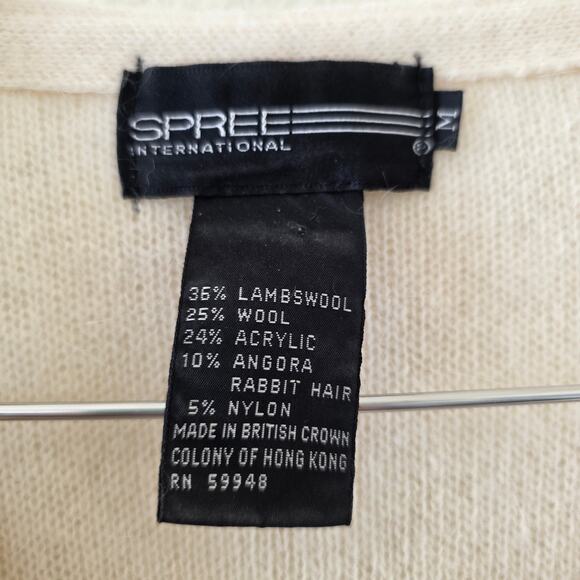 SPREE
INTERNATIONAL
®
M
36% LAMBSWOOL
25% WOOL
24% ACRYLIC
10% ANGORA
RABBIT HAIR
5% NYLON
MADE IN BRITISH CROWN
COLONY OF HONG KONG
RN 59948